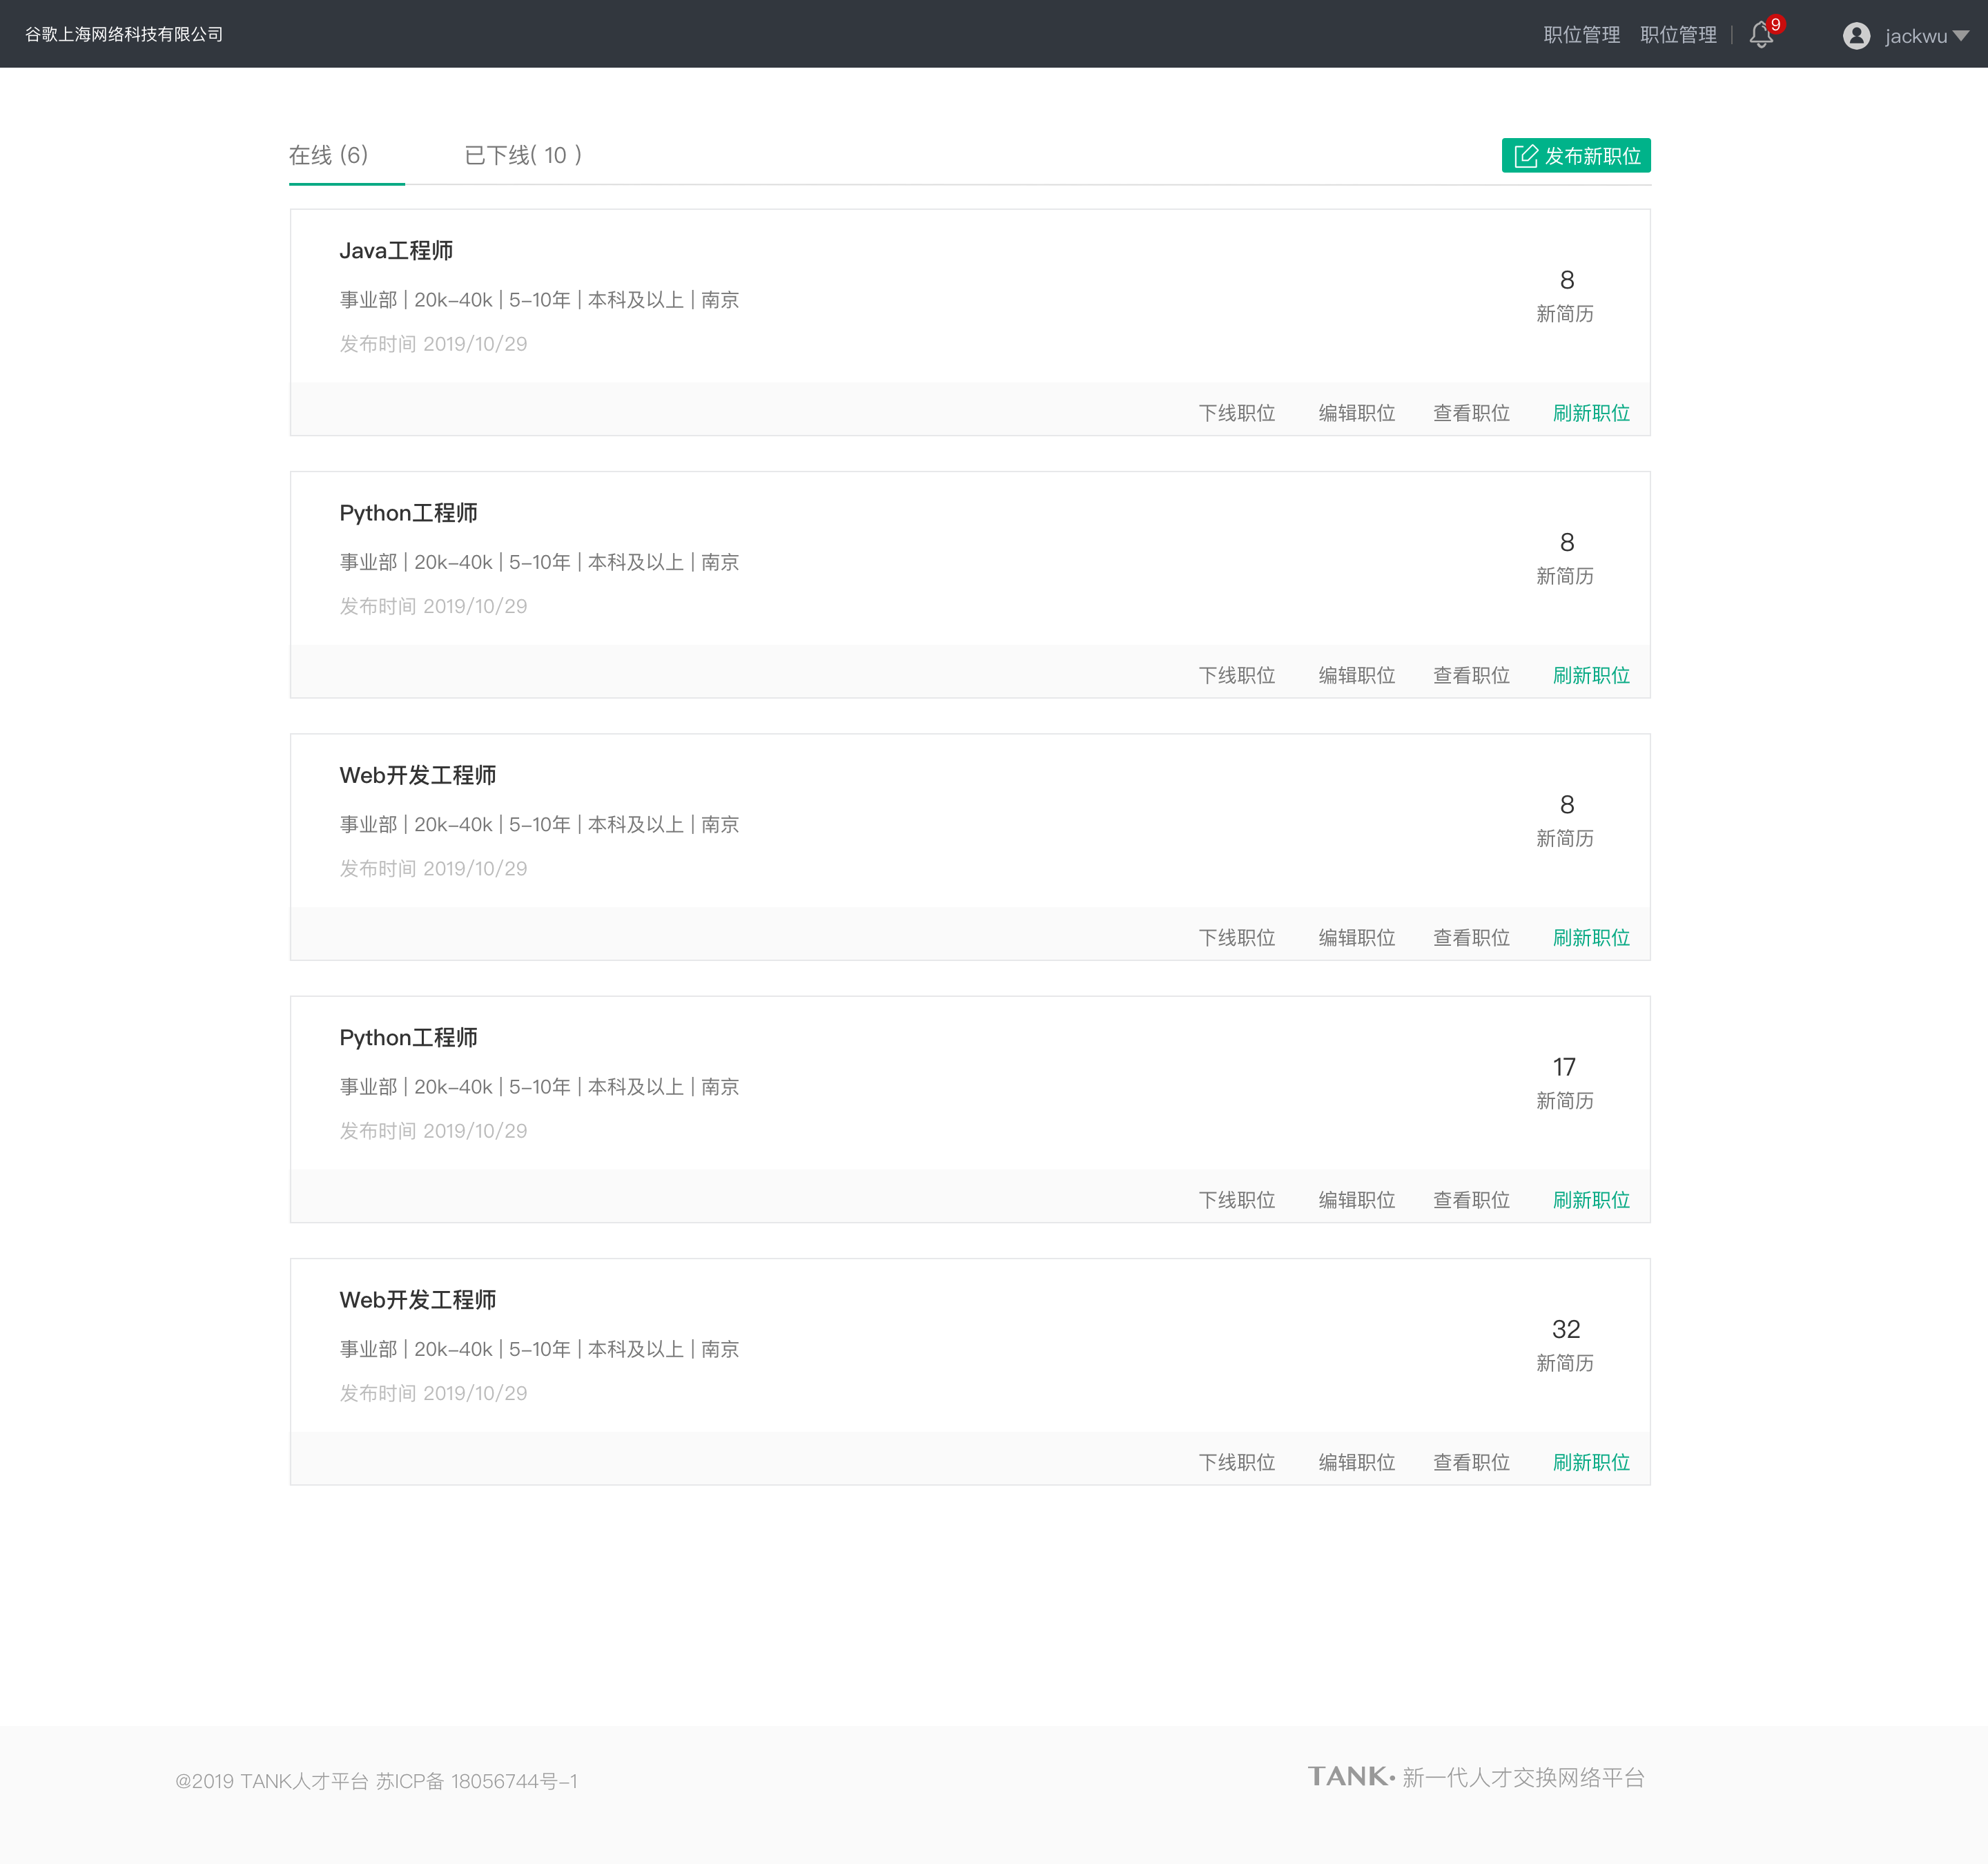 谷歌上海网络科技有限公司
职位管理 职位管理 9 jackwu
在线 (6) 已下线( 10 ) 发布新职位
Java工程师
事业部 | 20k–40k | 5–10年 | 本科及以上 | 南京
发布时间 2019/10/29
8
新简历
下线职位 编辑职位 查看职位 刷新职位
Python工程师
事业部 | 20k–40k | 5–10年 | 本科及以上 | 南京
发布时间 2019/10/29
8
新简历
下线职位 编辑职位 查看职位 刷新职位
Web开发工程师
事业部 | 20k–40k | 5–10年 | 本科及以上 | 南京
发布时间 2019/10/29
8
新简历
下线职位 编辑职位 查看职位 刷新职位
Python工程师
事业部 | 20k–40k | 5–10年 | 本科及以上 | 南京
发布时间 2019/10/29
17
新简历
下线职位 编辑职位 查看职位 刷新职位
Web开发工程师
事业部 | 20k–40k | 5–10年 | 本科及以上 | 南京
发布时间 2019/10/29
32
新简历
下线职位 编辑职位 查看职位 刷新职位
@2019 TANK人才平台 苏ICP备 18056744号–1
TANK· 新一代人才交换网络平台